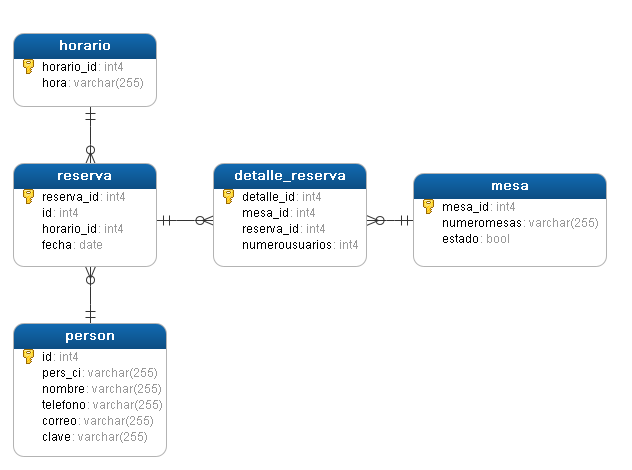 horario
horario_id: int4
hora: varchar(255)
reserva
reserva_id: int4
id: int4
horario_id: int4
fecha: date
detalle_reserva
detalle_id: int4
mesa_id: int4
reserva_id: int4
numerousuarios: int4
mesa
mesa_id: int4
numeromesas: varchar(255)
estado: bool
person
id: int4
pers_ci: varchar(255)
nombre: varchar(255)
telefono: varchar(255)
correo: varchar(255)
clave: varchar(255)